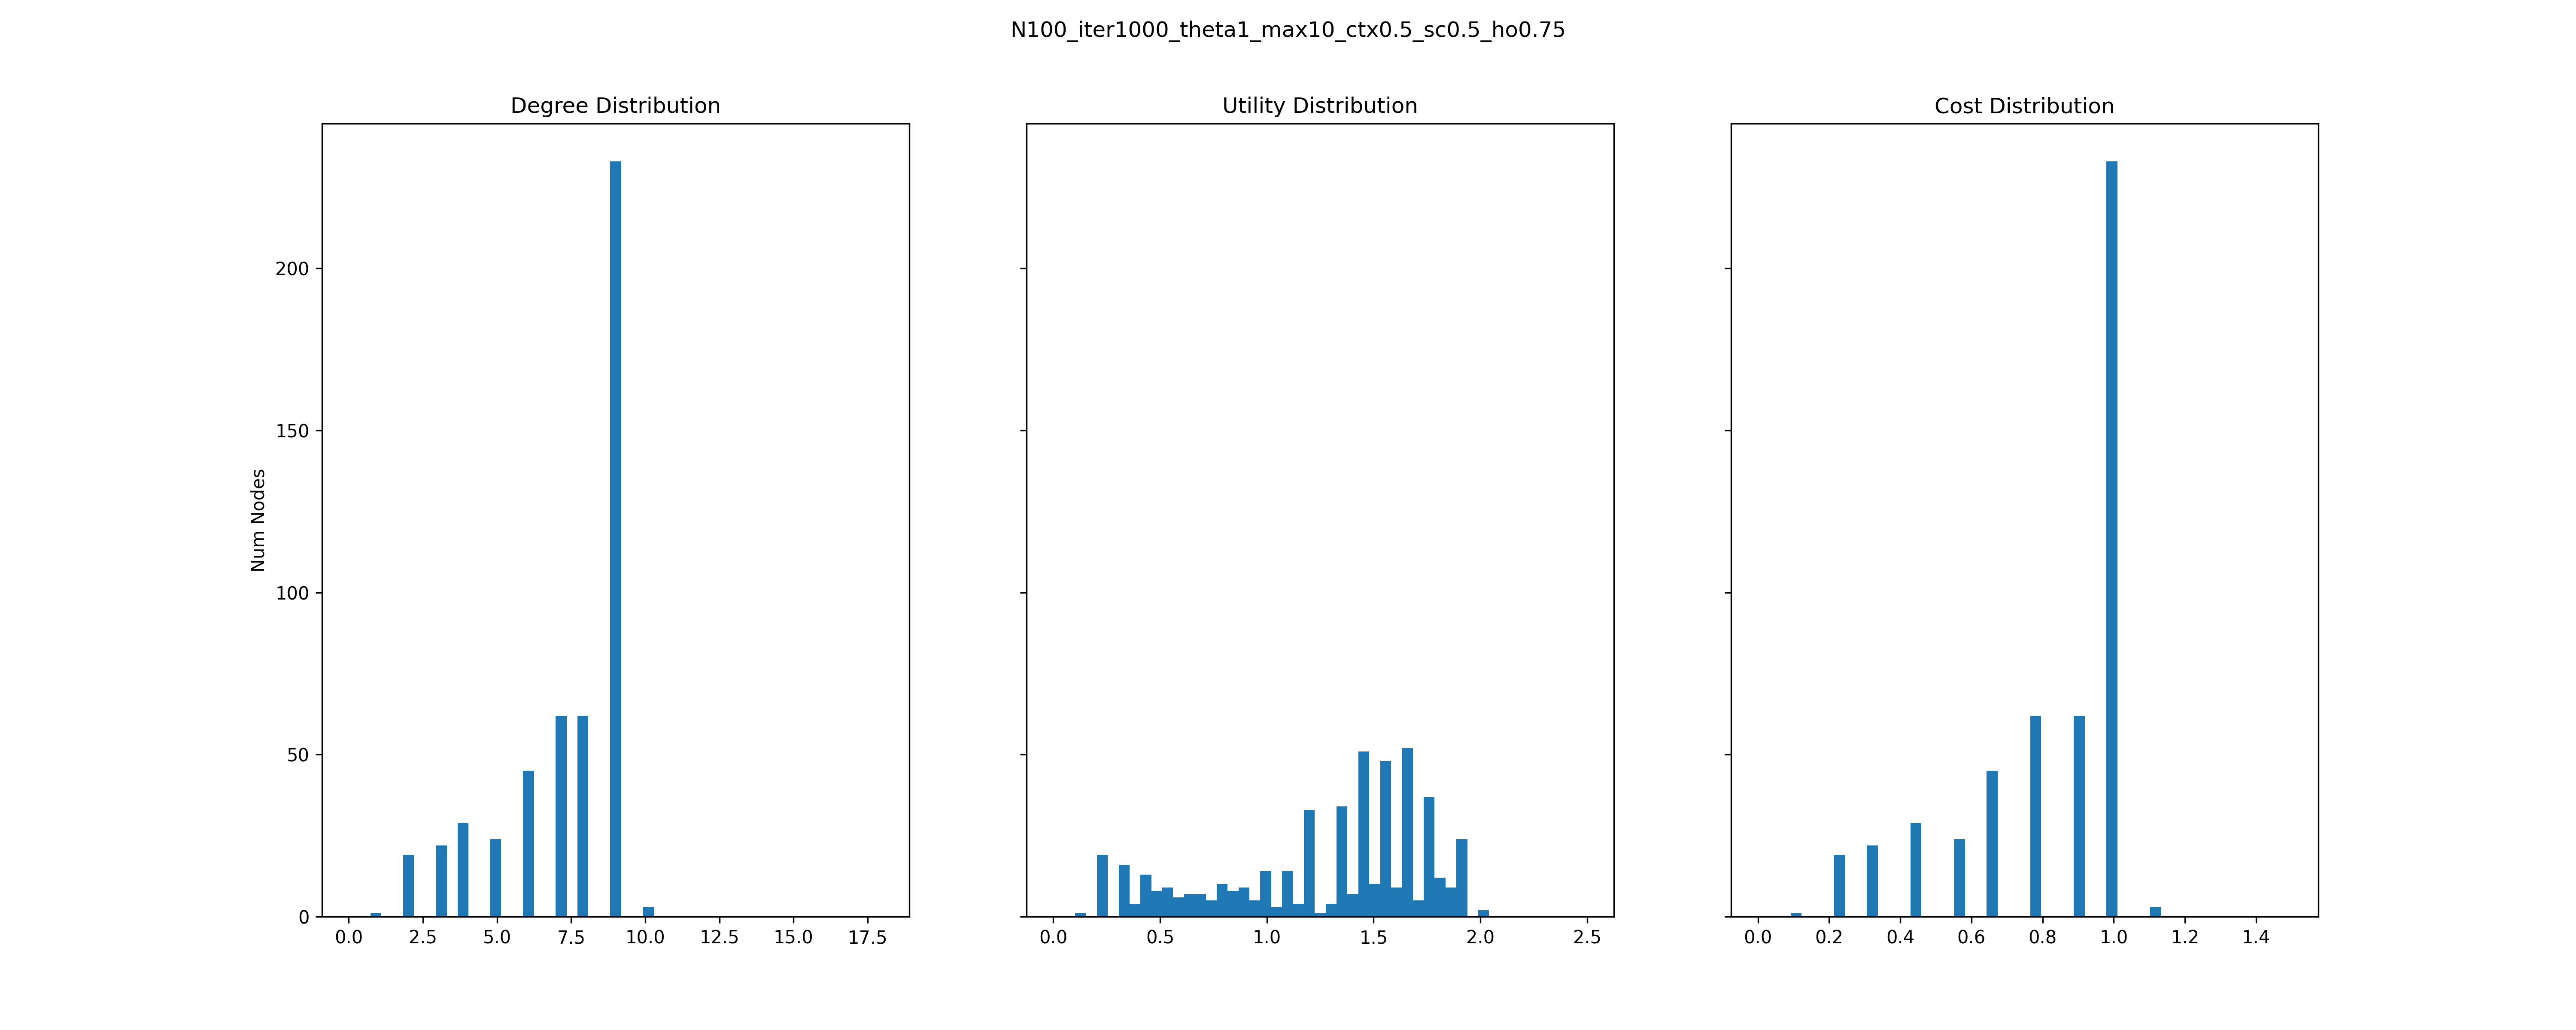 N100_iter1000_theta1_max10_ctx0.5_sc0.5_ho0.75
Degree Distribution
Utility Distribution
Cost Distribution
Num Nodes
200
150
100
50
0
0.0 2.5 5.0 7.5 10.0 12.5 15.0 17.5
0.0 0.5 1.0 1.5 2.0 2.5
0.0 0.2 0.4 0.6 0.8 1.0 1.2 1.4